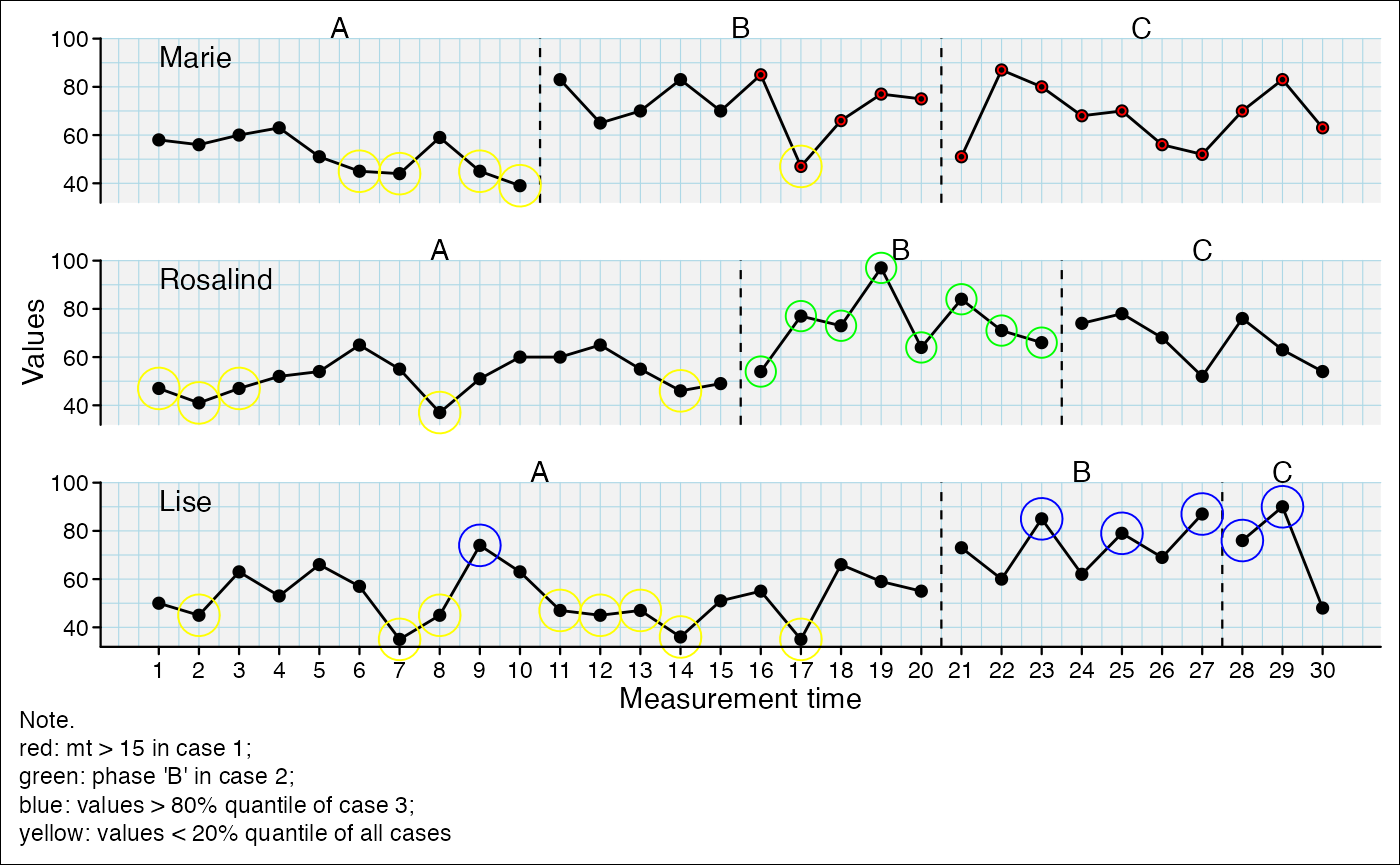 A B C
100
Marie
80
60
40
A B C
100
Rosalind
80
60
40
Values
A B C
100
Lise
80
60
40
1 2 3 4 5 6 7 8 9 10 11 12 13 14 15 16 17 18 19 20 21 22 23 24 25 26 27 28 29 30
Measurement time
Note.
red: mt > 15 in case 1;
green: phase 'B' in case 2;
blue: values > 80% quantile of case 3;
yellow: values < 20% quantile of all cases